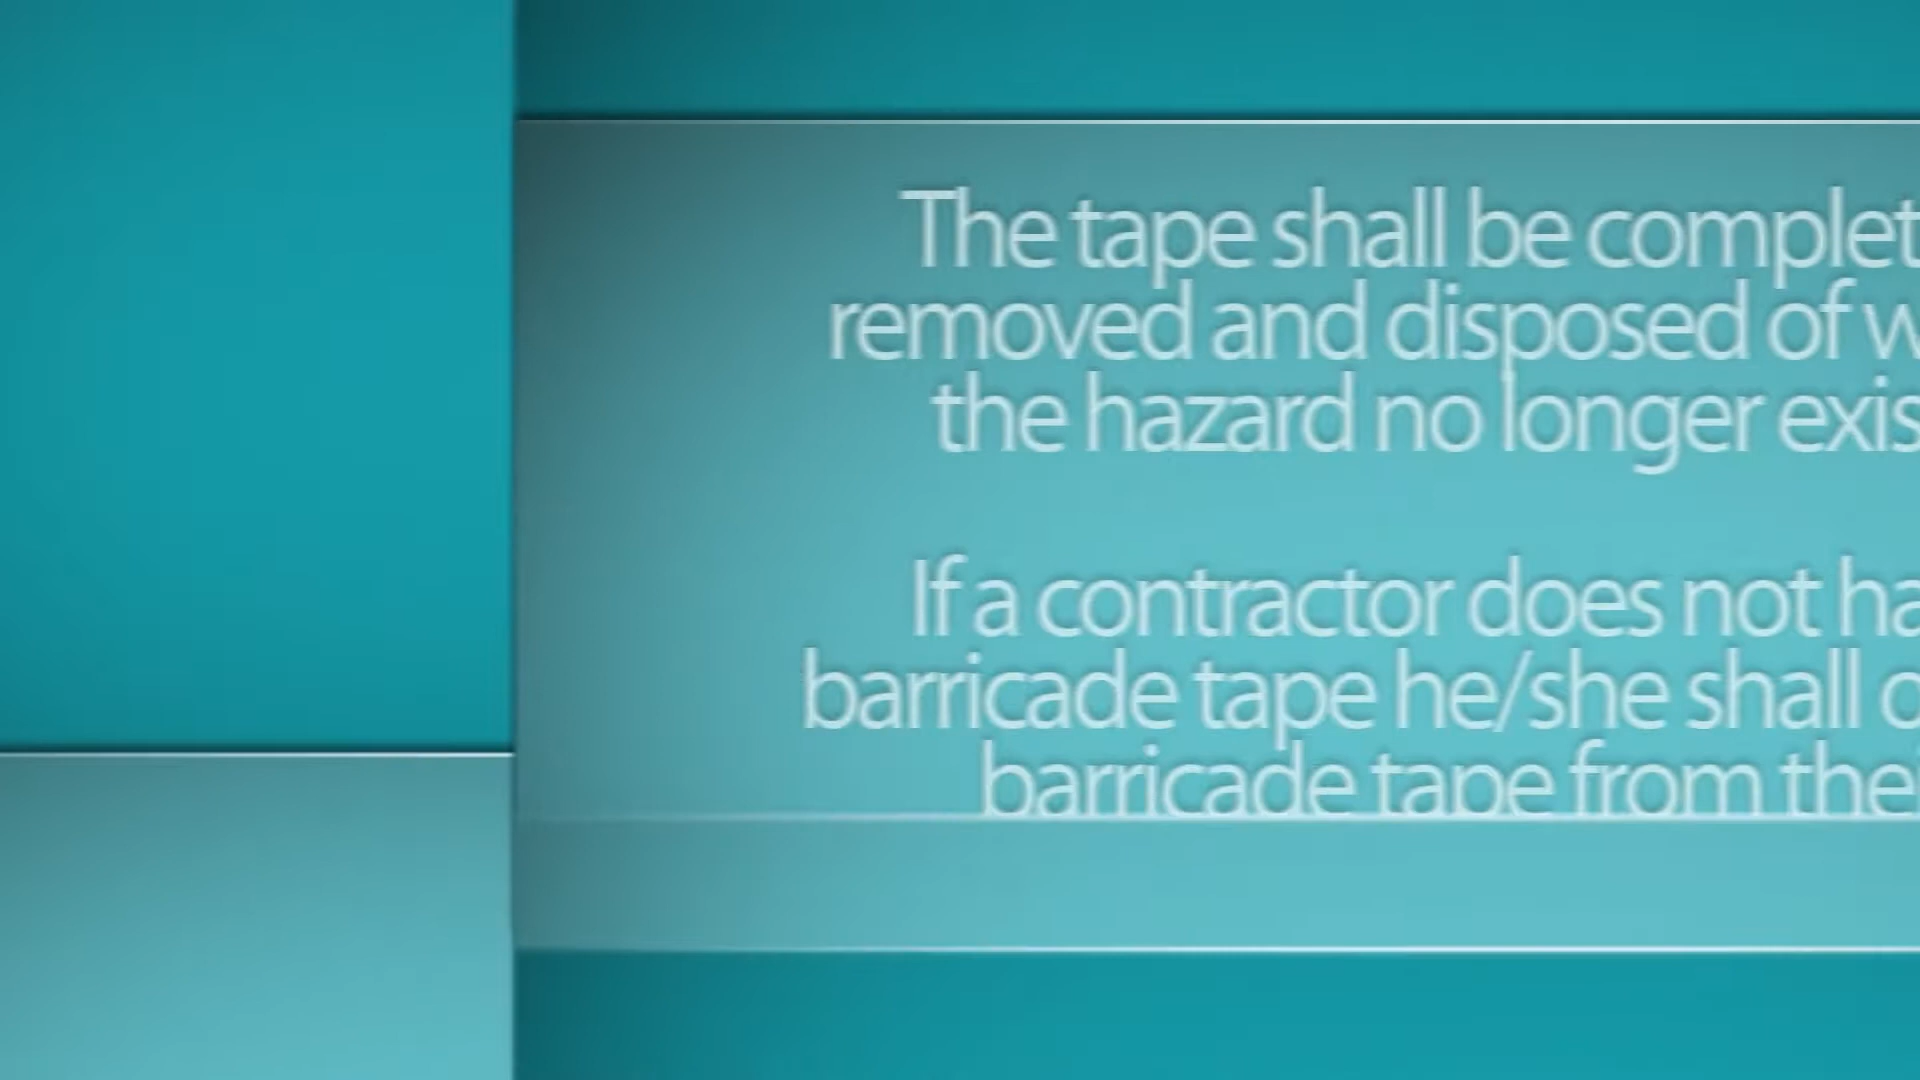 The tape shall be complet
removed and disposed of w
the hazard no longer exis
If a contractor does not ha
barricade tape he/she shall o
barricade tape from thei